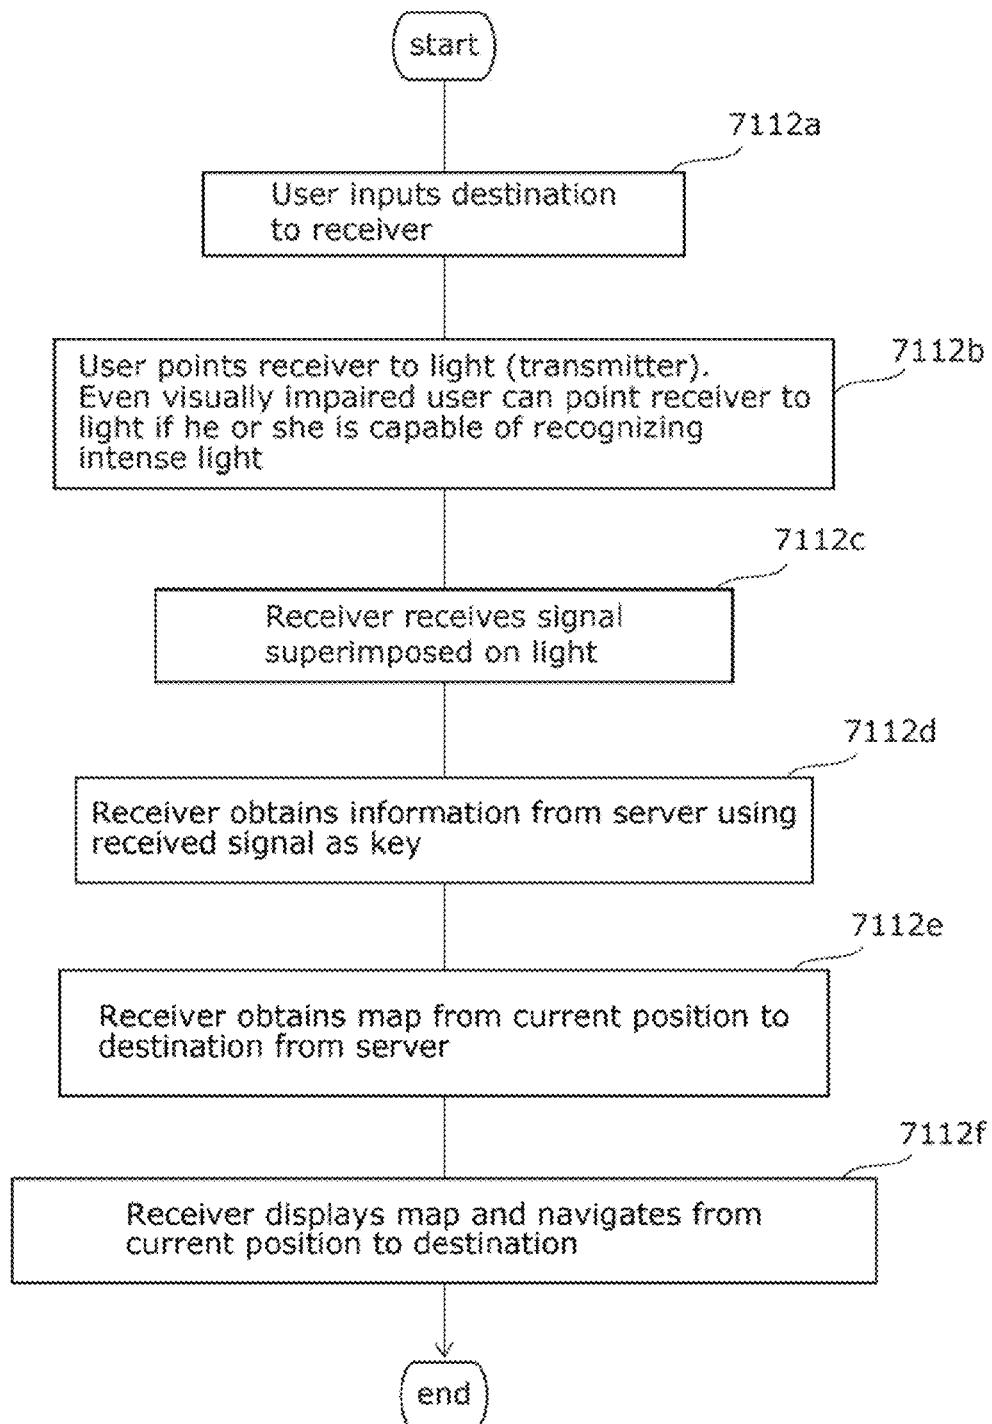 start
7112a
User inputs destination
to receiver
7112b
User points receiver to light (transmitter).
Even visually impaired user can point receiver to
light if he or she is capable of recognizing
intense light
7112c
Receiver receives signal
superimposed on light
7112d
Receiver obtains information from server using
received signal as key
7112e
Receiver obtains map from current position to
destination from server
7112f
Receiver displays map and navigates from
current position to destination
end